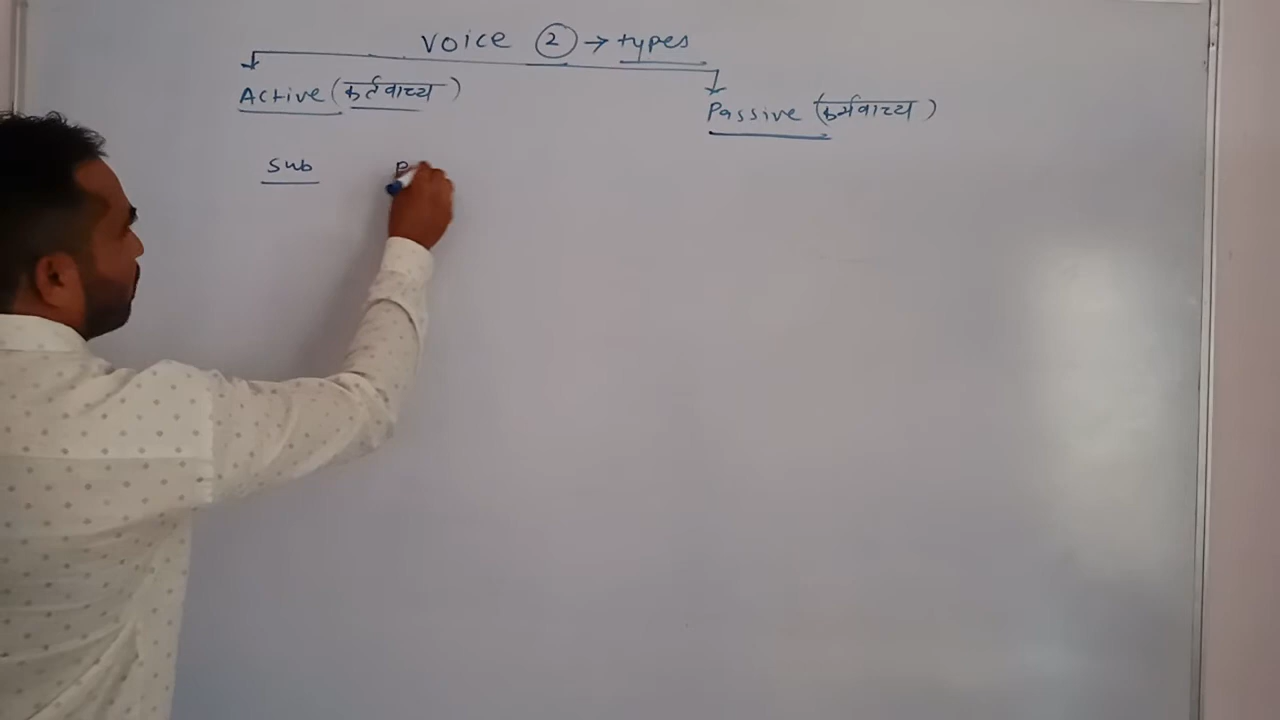 Voice ② → types
Active (कर्तवाच्य)
Passive (कर्मवाच्य)
Sub